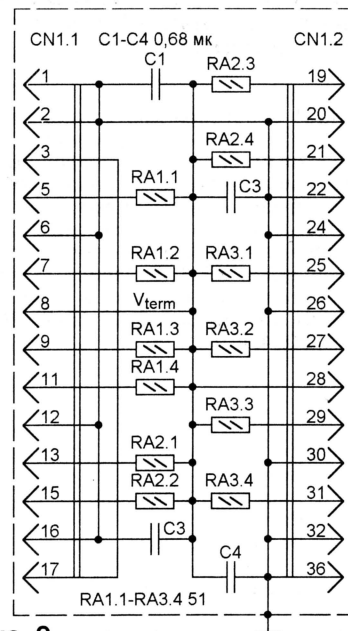 CN1.1 C1-C4 0,68 мк CN1.2
C1 RA2.3
1 19
2 20
RA2.4
3 21
RA1.1
5 C3 22
6 24
RA1.2 RA3.1
7 25
8 Vterm 26
RA1.3 RA3.2
9 27
RA1.4
11 28
RA3.3
12 29
RA2.1
13 30
RA2.2 RA3.4
15 31
16 C3 32
C4
17 36
RA1.1-RA3.4 51